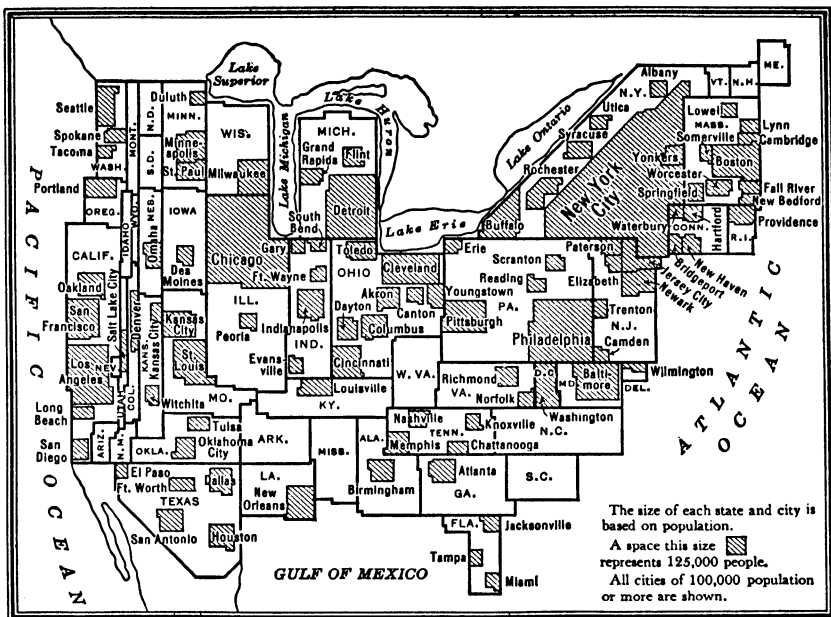 Lake
Superior
Lake Michigan
Lake Huron
Lake Erie
Lake Ontario
PACIFIC OCEAN
ATLANTIC
OCEAN
GULF OF MEXICO
Seattle
Spokane
Tacoma
WASH.
Portland
OREG.
CALIF.
Oakland
San
Francisco
Los
Angeles
Long
Beach
San
Diego
NEV.
IDAHO
MONT.
WYO.
UTAH
Salt Lake City
ARIZ.
N.M.
COL.
Denver
N.D.
S.D.
NEB.
Omaha
KANS.
Kansas City
Witchita
OKLA.
Tulsa
Oklahoma
City
El Paso
Ft. Worth
Dallas
TEXAS
San Antonio
Houston
Duluth
MINN.
Minne-
apolis
St. Paul
IOWA
Des
Moines
Kansas
City
St.
Louis
MO.
ARK.
LA.
New
Orleans
WIS.
Milwaukee
Chicago
ILL.
Peoria
MICH.
Grand
Rapids
Flint
Detroit
South
Bend
Gary
Ft. Wayne
Indianapolis
IND.
Evans-
ville
Toledo
OHIO
Cleveland
Akron
Canton
Youngstown
Dayton
Columbus
Cincinnati
Louisville
KY.
W. VA.
Nashville
Memphis
TENN.
Knoxville
Chattanooga
MISS.
ALA.
Birmingham
Atlanta
GA.
S.C.
N.C.
FLA.
Jacksonville
Tampa
Miami
Richmond
VA.
Norfolk
D.C.
Washington
MD.
Balti-
more
DEL.
Wilmington
Erie
Scranton
Reading
PA.
Pittsburgh
Philadelphia
Paterson
Elizabeth
Jersey City
Newark
Trenton
N.J.
Camden
Buffalo
Rochester
Syracuse
Utica
Albany
N.Y.
New York
City
Yonkers
VT.
N.H.
ME.
Lowel
MASS.
Lynn
Cambridge
Somerville
Boston
Worcester
Springfield
Fall River
New Bedford
Waterbury
CONN.
Hartford
R.I.
Providence
New Haven
Bridgeport
The size of each state and city is
based on population.
A space this size
represents 125,000 people.
All cities of 100,000 population
or more are shown.